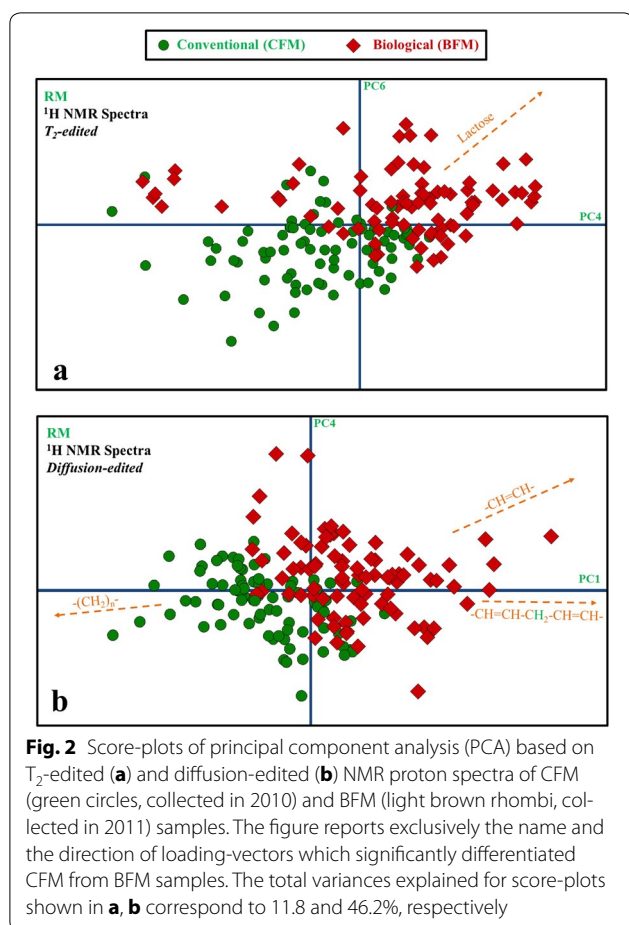 Conventional (CFM) Biological (BFM)
RM
¹H NMR Spectra
T₂-edited
PC6
Lactose
PC4
a
RM
¹H NMR Spectra
Diffusion-edited
PC4
-CH=CH-
PC1
-(CH₂)ₙ-
-CH=CH-CH₂-CH=CH-
b
Fig. 2 Score-plots of principal component analysis (PCA) based on
T₂-edited (a) and diffusion-edited (b) NMR proton spectra of CFM
(green circles, collected in 2010) and BFM (light brown rhombi, col-
lected in 2011) samples. The figure reports exclusively the name and
the direction of loading-vectors which significantly differentiated
CFM from BFM samples. The total variances explained for score-plots
shown in a, b correspond to 11.8 and 46.2%, respectively